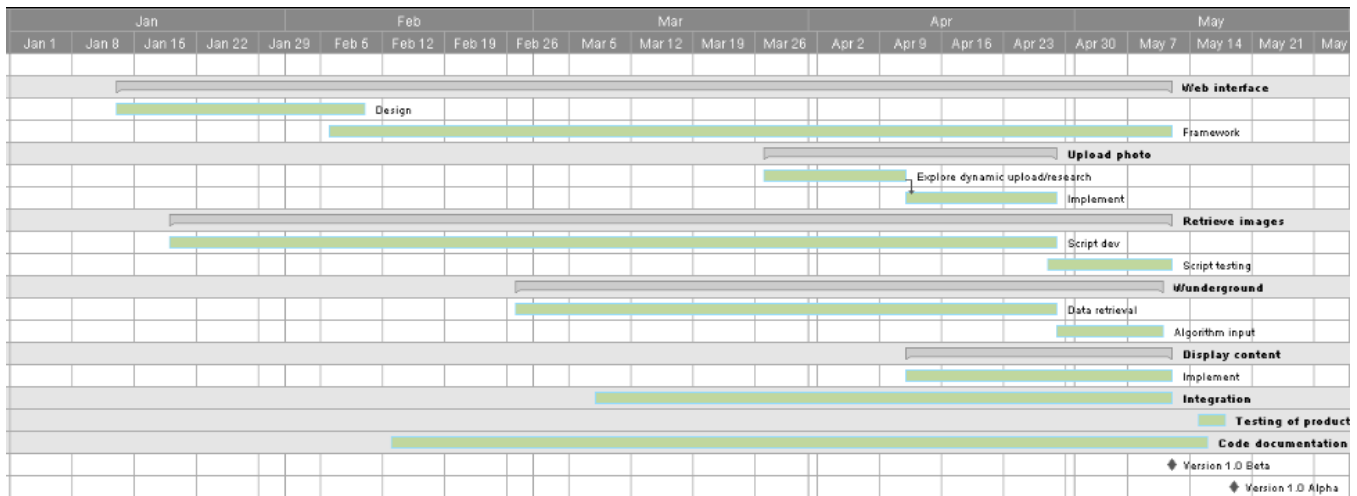 Jan Feb Mar Apr May
Jan 1 Jan 8 Jan 15 Jan 22 Jan 29 Feb 5 Feb 12 Feb 19 Feb 26 Mar 5 Mar 12 Mar 19 Mar 26 Apr 2 Apr 9 Apr 16 Apr 23 Apr 30 May 7 May 14 May 21 May
Web interface
Design
Framework
Upload photo
Explore dynamic upload/research
Implement
Retrieve images
Script dev
Script testing
Wunderground
Data retrieval
Algorithm input
Display content
Implement
Integration
Testing of product
Code documentation
Version 1.0 Beta
Version 1.0 Alpha